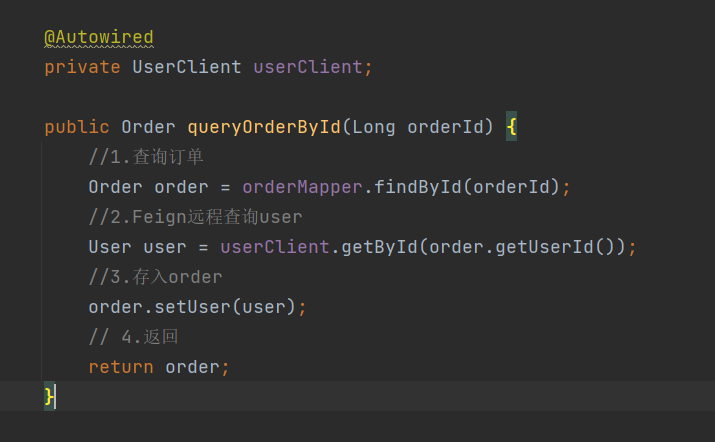 @Autowired
private UserClient userClient;
public Order queryOrderById(Long orderId) {
//1.查询订单
Order order = orderMapper.findById(orderId);
//2.Feign远程查询user
User user = userClient.getById(order.getUserId());
//3.存入order
order.setUser(user);
// 4.返回
return order;
}